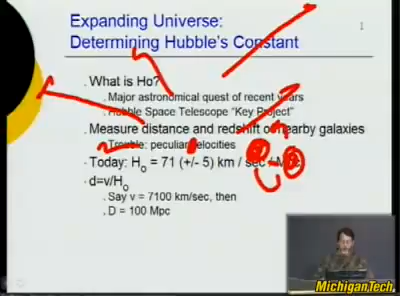 Expanding Universe:
Determining Hubble's Constant
1
. What is Ho?
. Major astronomical quest of recent years
. Hubble Space Telescope "Key Project"
. Measure distance and redshift of nearby galaxies
. Trouble: peculiar velocities
. Today: Ho = 71 (+/- 5) km / sec / Mpc
. d=v/Ho
. Say v = 7100 km/sec, then
. D = 100 Mpc
MichiganTech